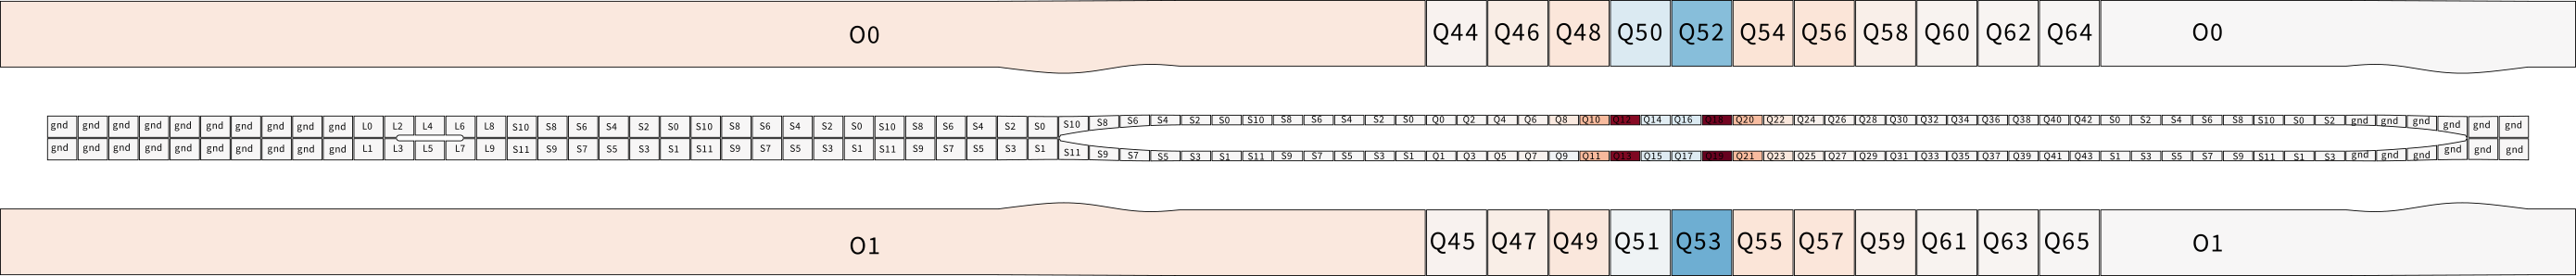 O0 Q44 Q46 Q48 Q50 Q52 Q54 Q56 Q58 Q60 Q62 Q64 O0
gnd gnd gnd gnd gnd gnd gnd gnd gnd gnd L0 L2 L4 L6 L8 S10 S8 S6 S4 S2 S0 S10 S8 S6 S4 S2 S0 S10 S8 S6 S4 S2 S0 S10 S8 S6 S4 S2 S0 S10 S8 S6 S4 S2 S0 Q0 Q2 Q4 Q6 Q8 Q10 Q12 Q14 Q16 Q18 Q20 Q22 Q24 Q26 Q28 Q30 Q32 Q34 Q36 Q38 Q40 Q42 S0 S2 S4 S6 S8 S10 S0 S2 gnd gnd gnd gnd gnd gnd
gnd gnd gnd gnd gnd gnd gnd gnd gnd gnd L1 L3 L5 L7 L9 S11 S9 S7 S5 S3 S1 S11 S9 S7 S5 S3 S1 S11 S9 S7 S5 S3 S1 S11 S9 S7 S5 S3 S1 S11 S9 S7 S5 S3 S1 Q1 Q3 Q5 Q7 Q9 Q11 Q13 Q15 Q17 Q19 Q21 Q23 Q25 Q27 Q29 Q31 Q33 Q35 Q37 Q39 Q41 Q43 S1 S3 S5 S7 S9 S11 S1 S3 gnd gnd gnd gnd gnd gnd
O1 Q45 Q47 Q49 Q51 Q53 Q55 Q57 Q59 Q61 Q63 Q65 O1